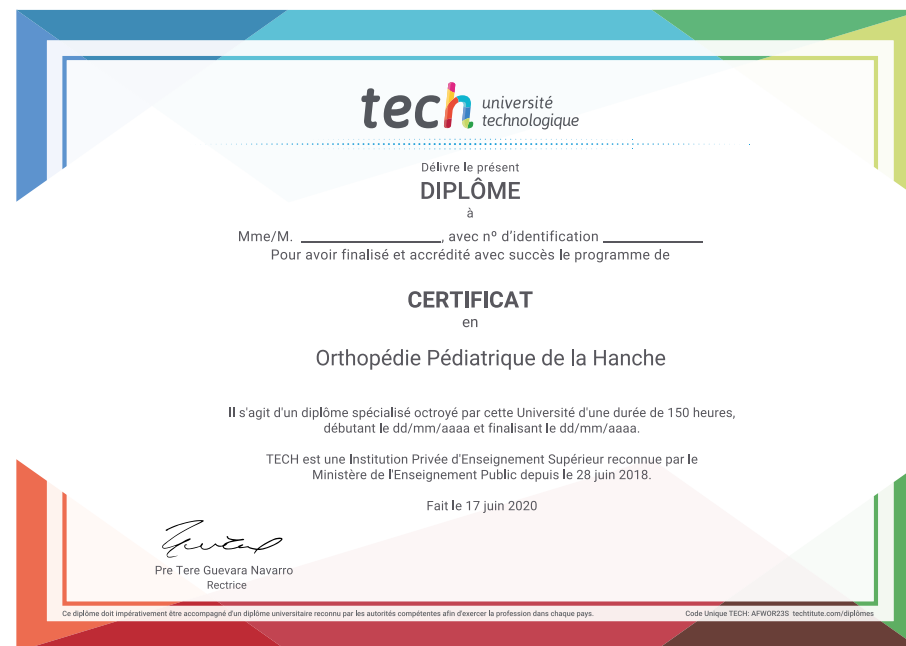 tech université
technologique
Délivre le présent
DIPLÔME
à
Mme/M. ____________________, avec nº d'identification ______________
Pour avoir finalisé et accrédité avec succès le programme de
CERTIFICAT
en
Orthopédie Pédiatrique de la Hanche
Il s'agit d'un diplôme spécialisé octroyé par cette Université d'une durée de 150 heures,
débutant le dd/mm/aaaa et finalisant le dd/mm/aaaa.
TECH est une Institution Privée d'Enseignement Supérieur reconnue par le
Ministère de l'Enseignement Public depuis le 28 juin 2018.
Fait le 17 juin 2020
Pre Tere Guevara Navarro
Rectrice
Ce diplôme doit impérativement être accompagné d'un diplôme universitaire reconnu par les autorités compétentes afin d'exercer la profession dans chaque pays. Code Unique TECH: AFWOR23S techtitute.com/diplômes